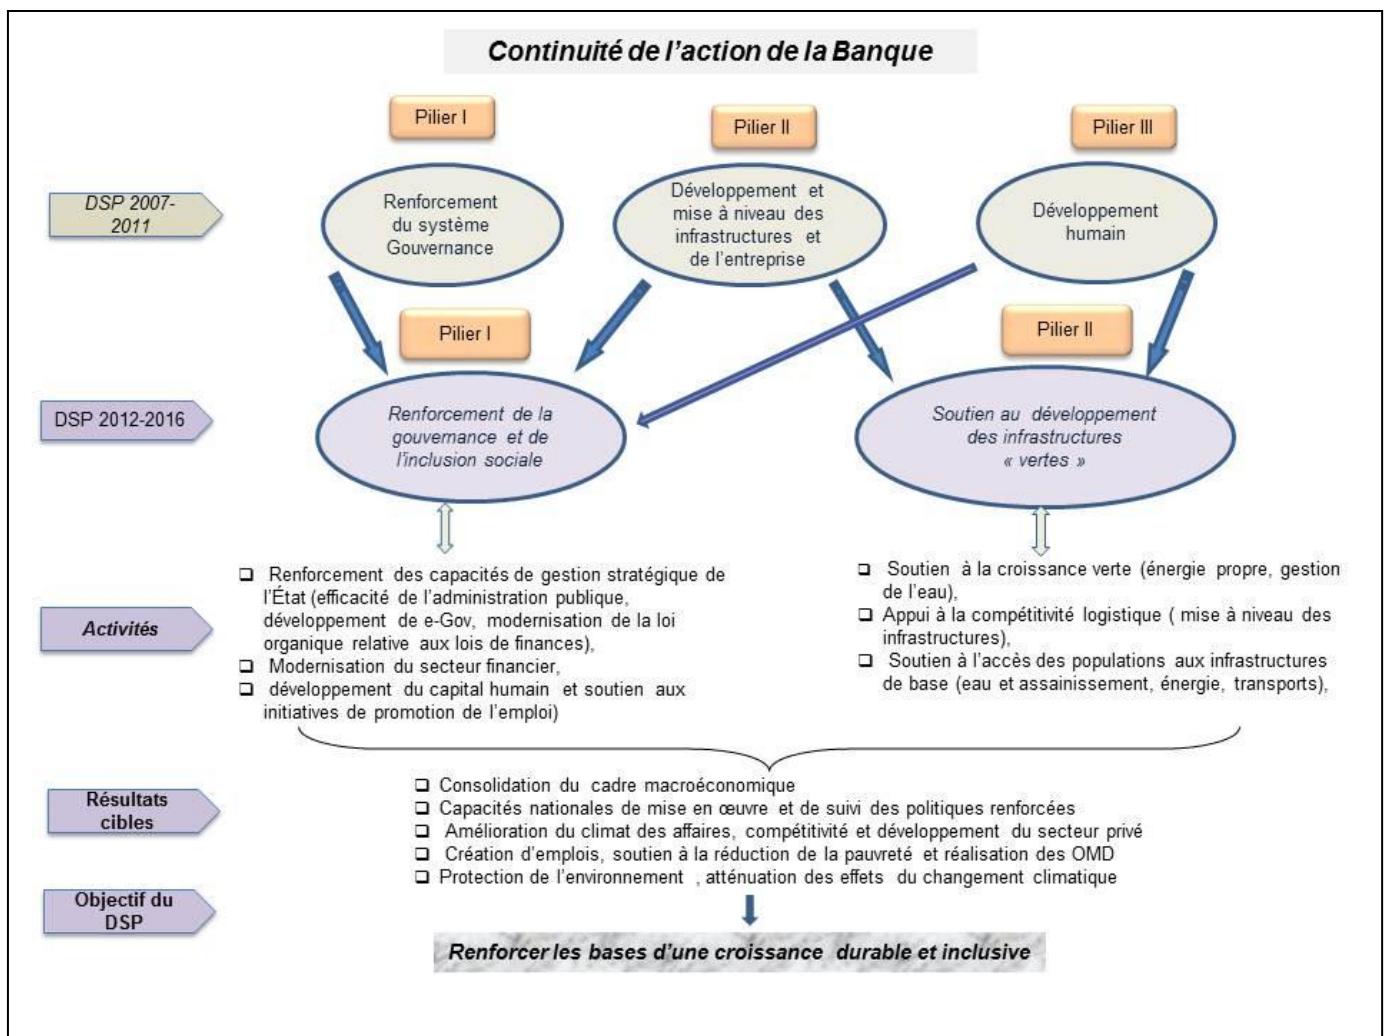 Continuité de l'action de la Banque
Pilier I
Pilier II
Pilier III
DSP 2007-
2011
Renforcement
du système
Gouvernance
Développement et
mise à niveau des
infrastructures et
de l'entreprise
Développement
humain
Pilier I
Pilier II
DSP 2012-2016
Renforcement de la
gouvernance et de
l'inclusion sociale
Soutien au développement
des infrastructures
« vertes »
Activités
❑ Renforcement des capacités de gestion stratégique de
l'État (efficacité de l'administration publique,
développement de e-Gov, modernisation de la loi
organique relative aux lois de finances),
❑ Modernisation du secteur financier,
❑ développement du capital humain et soutien aux
initiatives de promotion de l'emploi)
❑ Soutien à la croissance verte (énergie propre, gestion
de l'eau),
❑ Appui à la compétitivité logistique ( mise à niveau des
infrastructures),
❑ Soutien à l'accès des populations aux infrastructures
de base (eau et assainissement, énergie, transports),
Résultats
cibles
❑ Consolidation du cadre macroéconomique
❑ Capacités nationales de mise en œuvre et de suivi des politiques renforcées
❑ Amélioration du climat des affaires, compétitivité et développement du secteur privé
❑ Création d'emplois, soutien à la réduction de la pauvreté et réalisation des OMD
❑ Protection de l'environnement , atténuation des effets du changement climatique
Objectif du
DSP
Renforcer les bases d'une croissance durable et inclusive